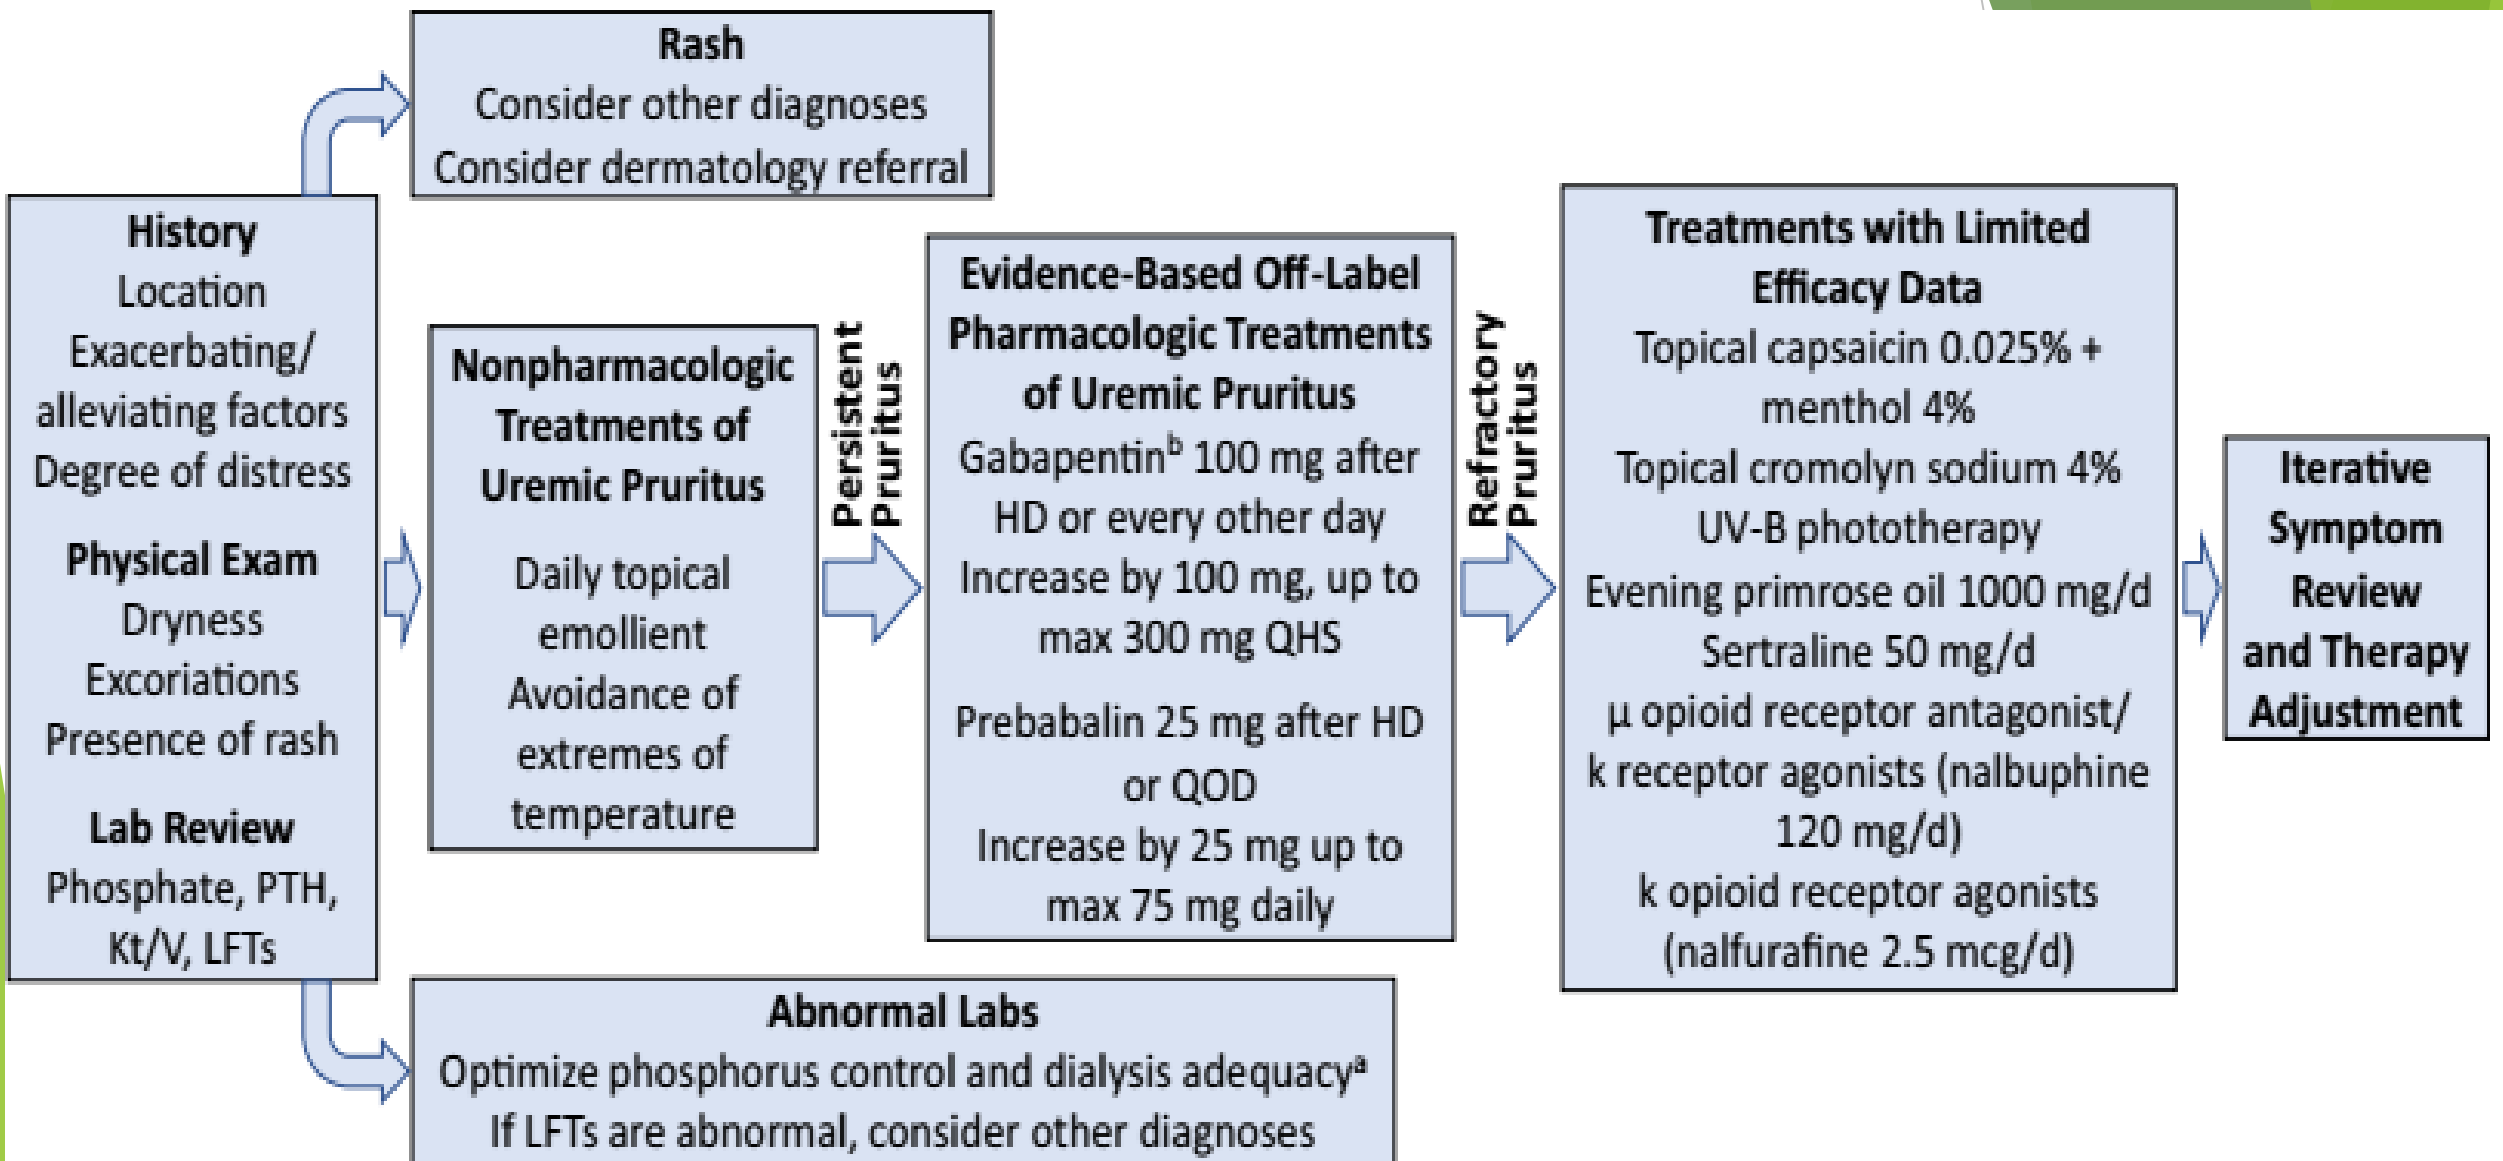 Rash
Consider other diagnoses
Consider dermatology referral
History
Location
Exacerbating/
alleviating factors
Degree of distress
Physical Exam
Dryness
Excoriations
Presence of rash
Lab Review
Phosphate, PTH,
Kt/V, LFTs
Nonpharmacologic
Treatments of
Uremic Pruritus
Daily topical
emollient
Avoidance of
extremes of
temperature
Persistent
Pruritus
Evidence-Based Off-Label
Pharmacologic Treatments
of Uremic Pruritus
Gabapentinᵇ 100 mg after
HD or every other day
Increase by 100 mg, up to
max 300 mg QHS
Prebabalin 25 mg after HD
or QOD
Increase by 25 mg up to
max 75 mg daily
Refractory
Pruritus
Treatments with Limited
Efficacy Data
Topical capsaicin 0.025% +
menthol 4%
Topical cromolyn sodium 4%
UV-B phototherapy
Evening primrose oil 1000 mg/d
Sertraline 50 mg/d
µ opioid receptor antagonist/
k receptor agonists (nalbuphine
120 mg/d)
k opioid receptor agonists
(nalfurafine 2.5 mcg/d)
Iterative
Symptom
Review
and Therapy
Adjustment
Abnormal Labs
Optimize phosphorus control and dialysis adequacyᵃ
If LFTs are abnormal, consider other diagnoses